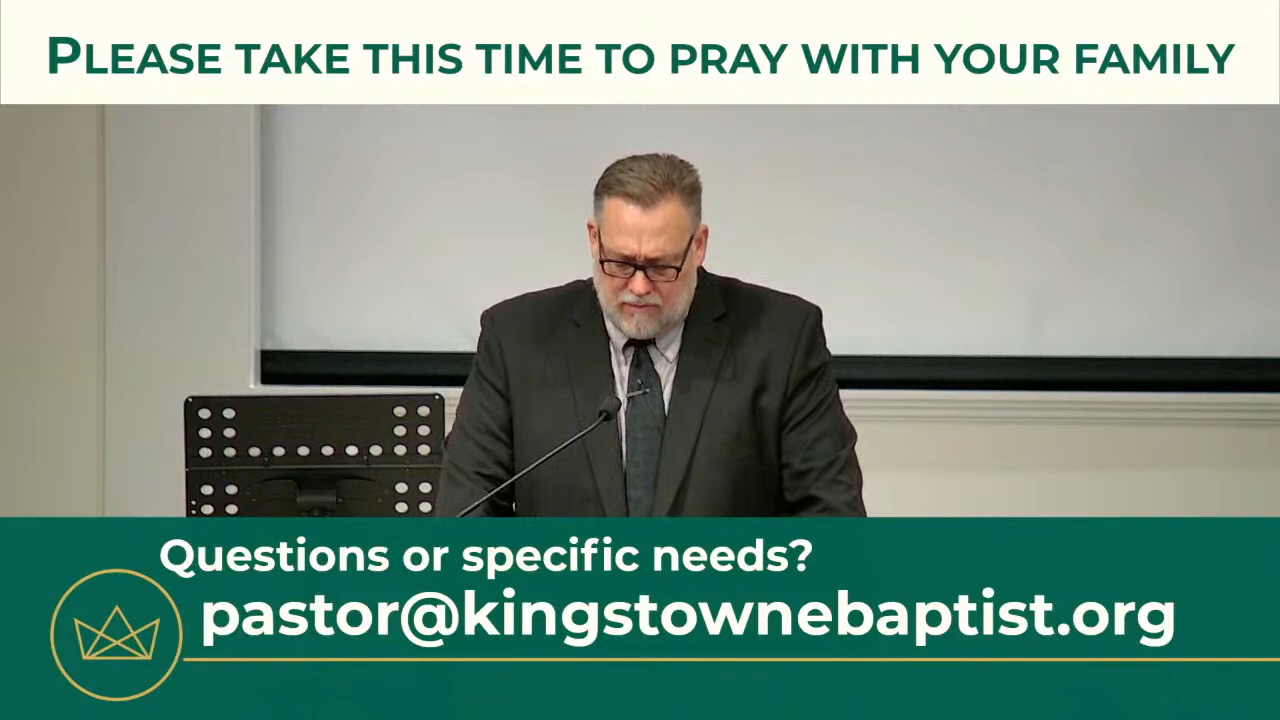 PLEASE TAKE THIS TIME TO PRAY WITH YOUR FAMILY
Questions or specific needs?
pastor@kingstownebaptist.org